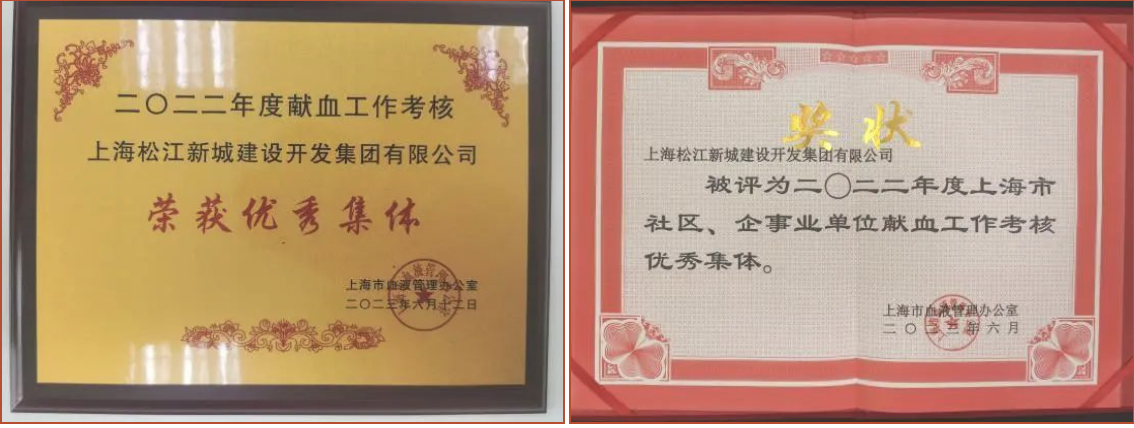 二〇二二年度献血工作考核
上海松江新城建设开发集团有限公司
荣获优秀集体
上海市血液管理办公室
二〇二三年六月十二日
奖状
上海松江新城建设开发集团有限公司
被评为二〇二二年度上海市
社区、企事业单位献血工作考核
优秀集体。
上海市血液管理办公室
二〇二三年六月